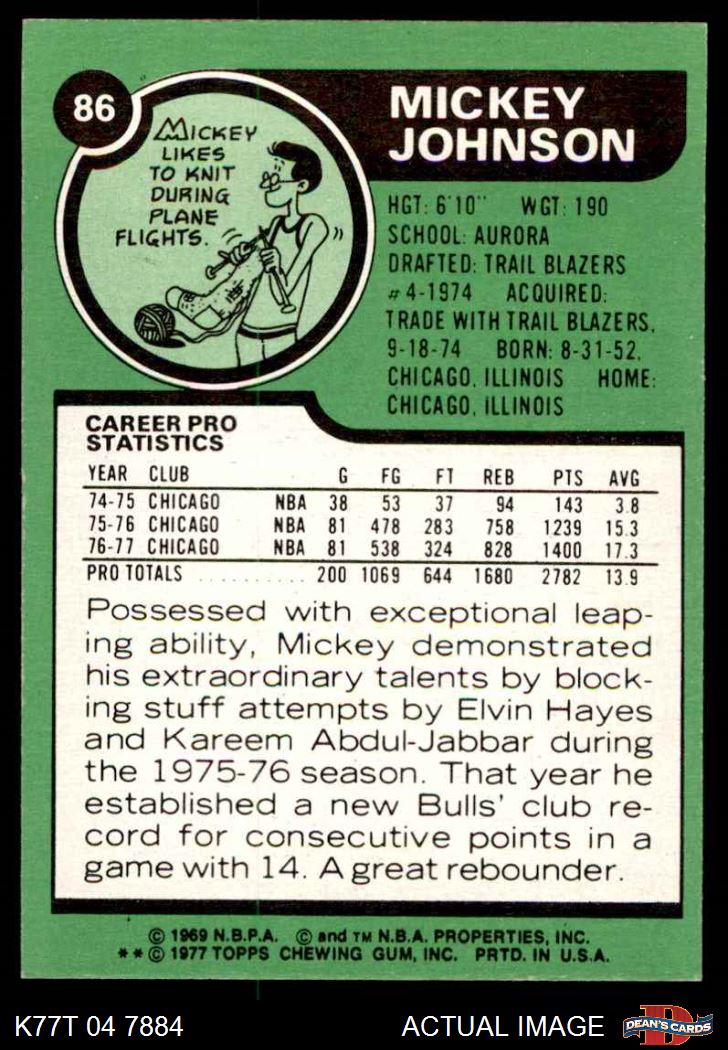 86
MICKEY
JOHNSON
MICKEY
LIKES
TO KNIT
DURING
PLANE
FLIGHTS.
HGT: 6'10" WGT: 190
SCHOOL: AURORA
DRAFTED: TRAIL BLAZERS
#4-1974 ACQUIRED:
TRADE WITH TRAIL BLAZERS,
9-18-74 BORN: 8-31-52,
CHICAGO, ILLINOIS HOME:
CHICAGO, ILLINOIS
CAREER PRO
STATISTICS
YEAR CLUB G FG FT REB PTS AVG
74-75 CHICAGO NBA 38 53 37 94 143 3.8
75-76 CHICAGO NBA 81 478 283 758 1239 15.3
76-77 CHICAGO NBA 81 538 324 828 1400 17.3
PRO TOTALS .......... 200 1069 644 1680 2782 13.9
Possessed with exceptional leap-
ing ability, Mickey demonstrated
his extraordinary talents by block-
ing stuff attempts by Elvin Hayes
and Kareem Abdul-Jabbar during
the 1975-76 season. That year he
established a new Bulls' club re-
cord for consecutive points in a
game with 14. A great rebounder.
© 1969 N.B.P.A. © and TM N.B.A. PROPERTIES, INC.
**© 1977 TOPPS CHEWING GUM, INC. PRTD. IN U.S.A.
K77T 04 7884 ACTUAL IMAGE
D
DEAN'S CARDS